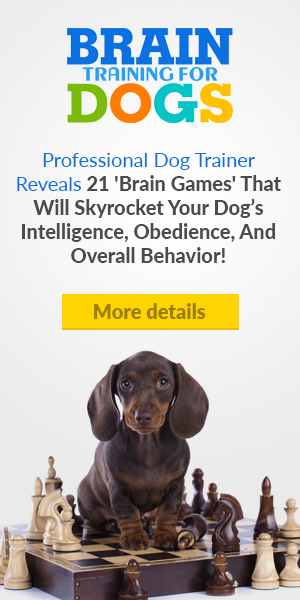 BRAIN
TRAINING FOR
DOGS
Professional Dog Trainer
Reveals 21 'Brain Games' That
Will Skyrocket Your Dog’s
Intelligence, Obedience, And
Overall Behavior!
More details